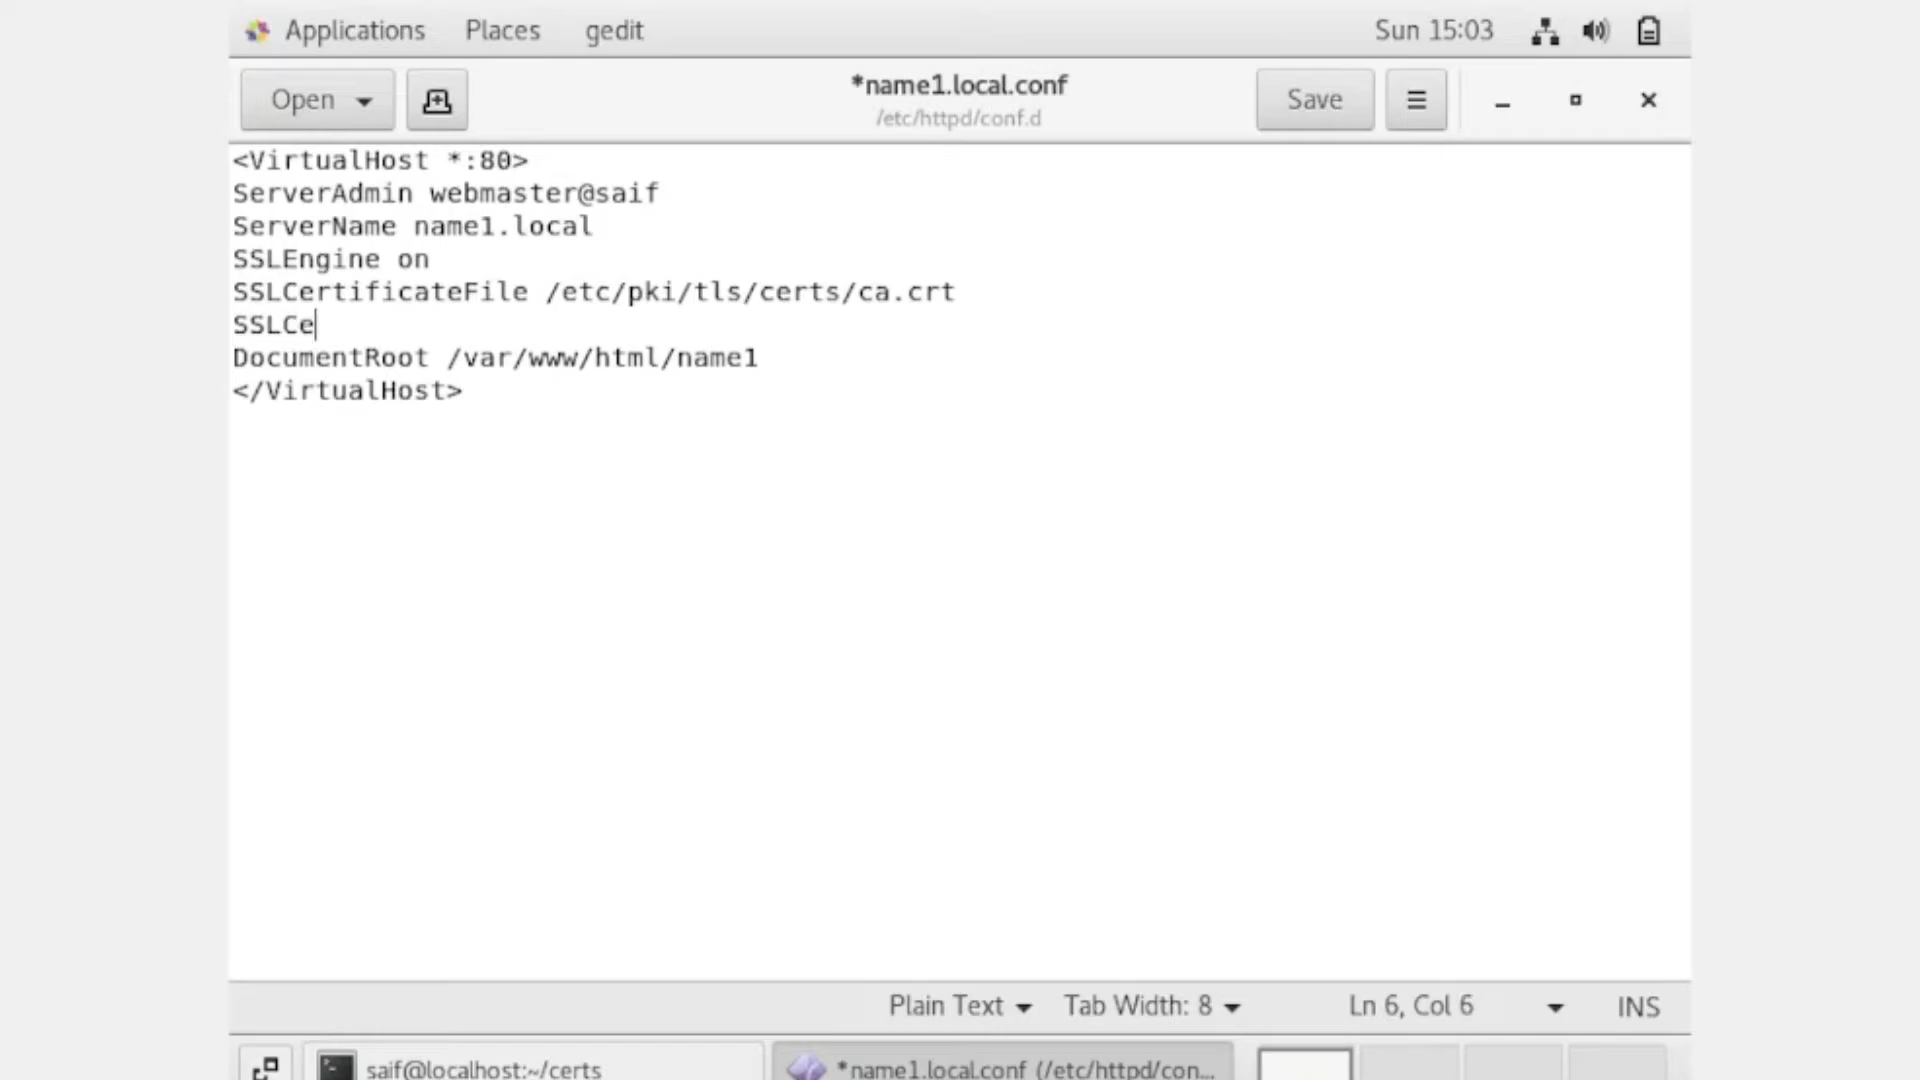 Applications Places gedit Sun 15:03
Open *name1.local.conf Save
/etc/httpd/conf.d
<VirtualHost *:80>
ServerAdmin webmaster@saif
ServerName name1.local
SSLEngine on
SSLCertificateFile /etc/pki/tls/certs/ca.crt
SSLCe
DocumentRoot /var/www/html/name1
</VirtualHost>
Plain Text Tab Width: 8 Ln 6, Col 6 INS
saif@localhost:~/certs *name1.local.conf (/etc/httpd/con...